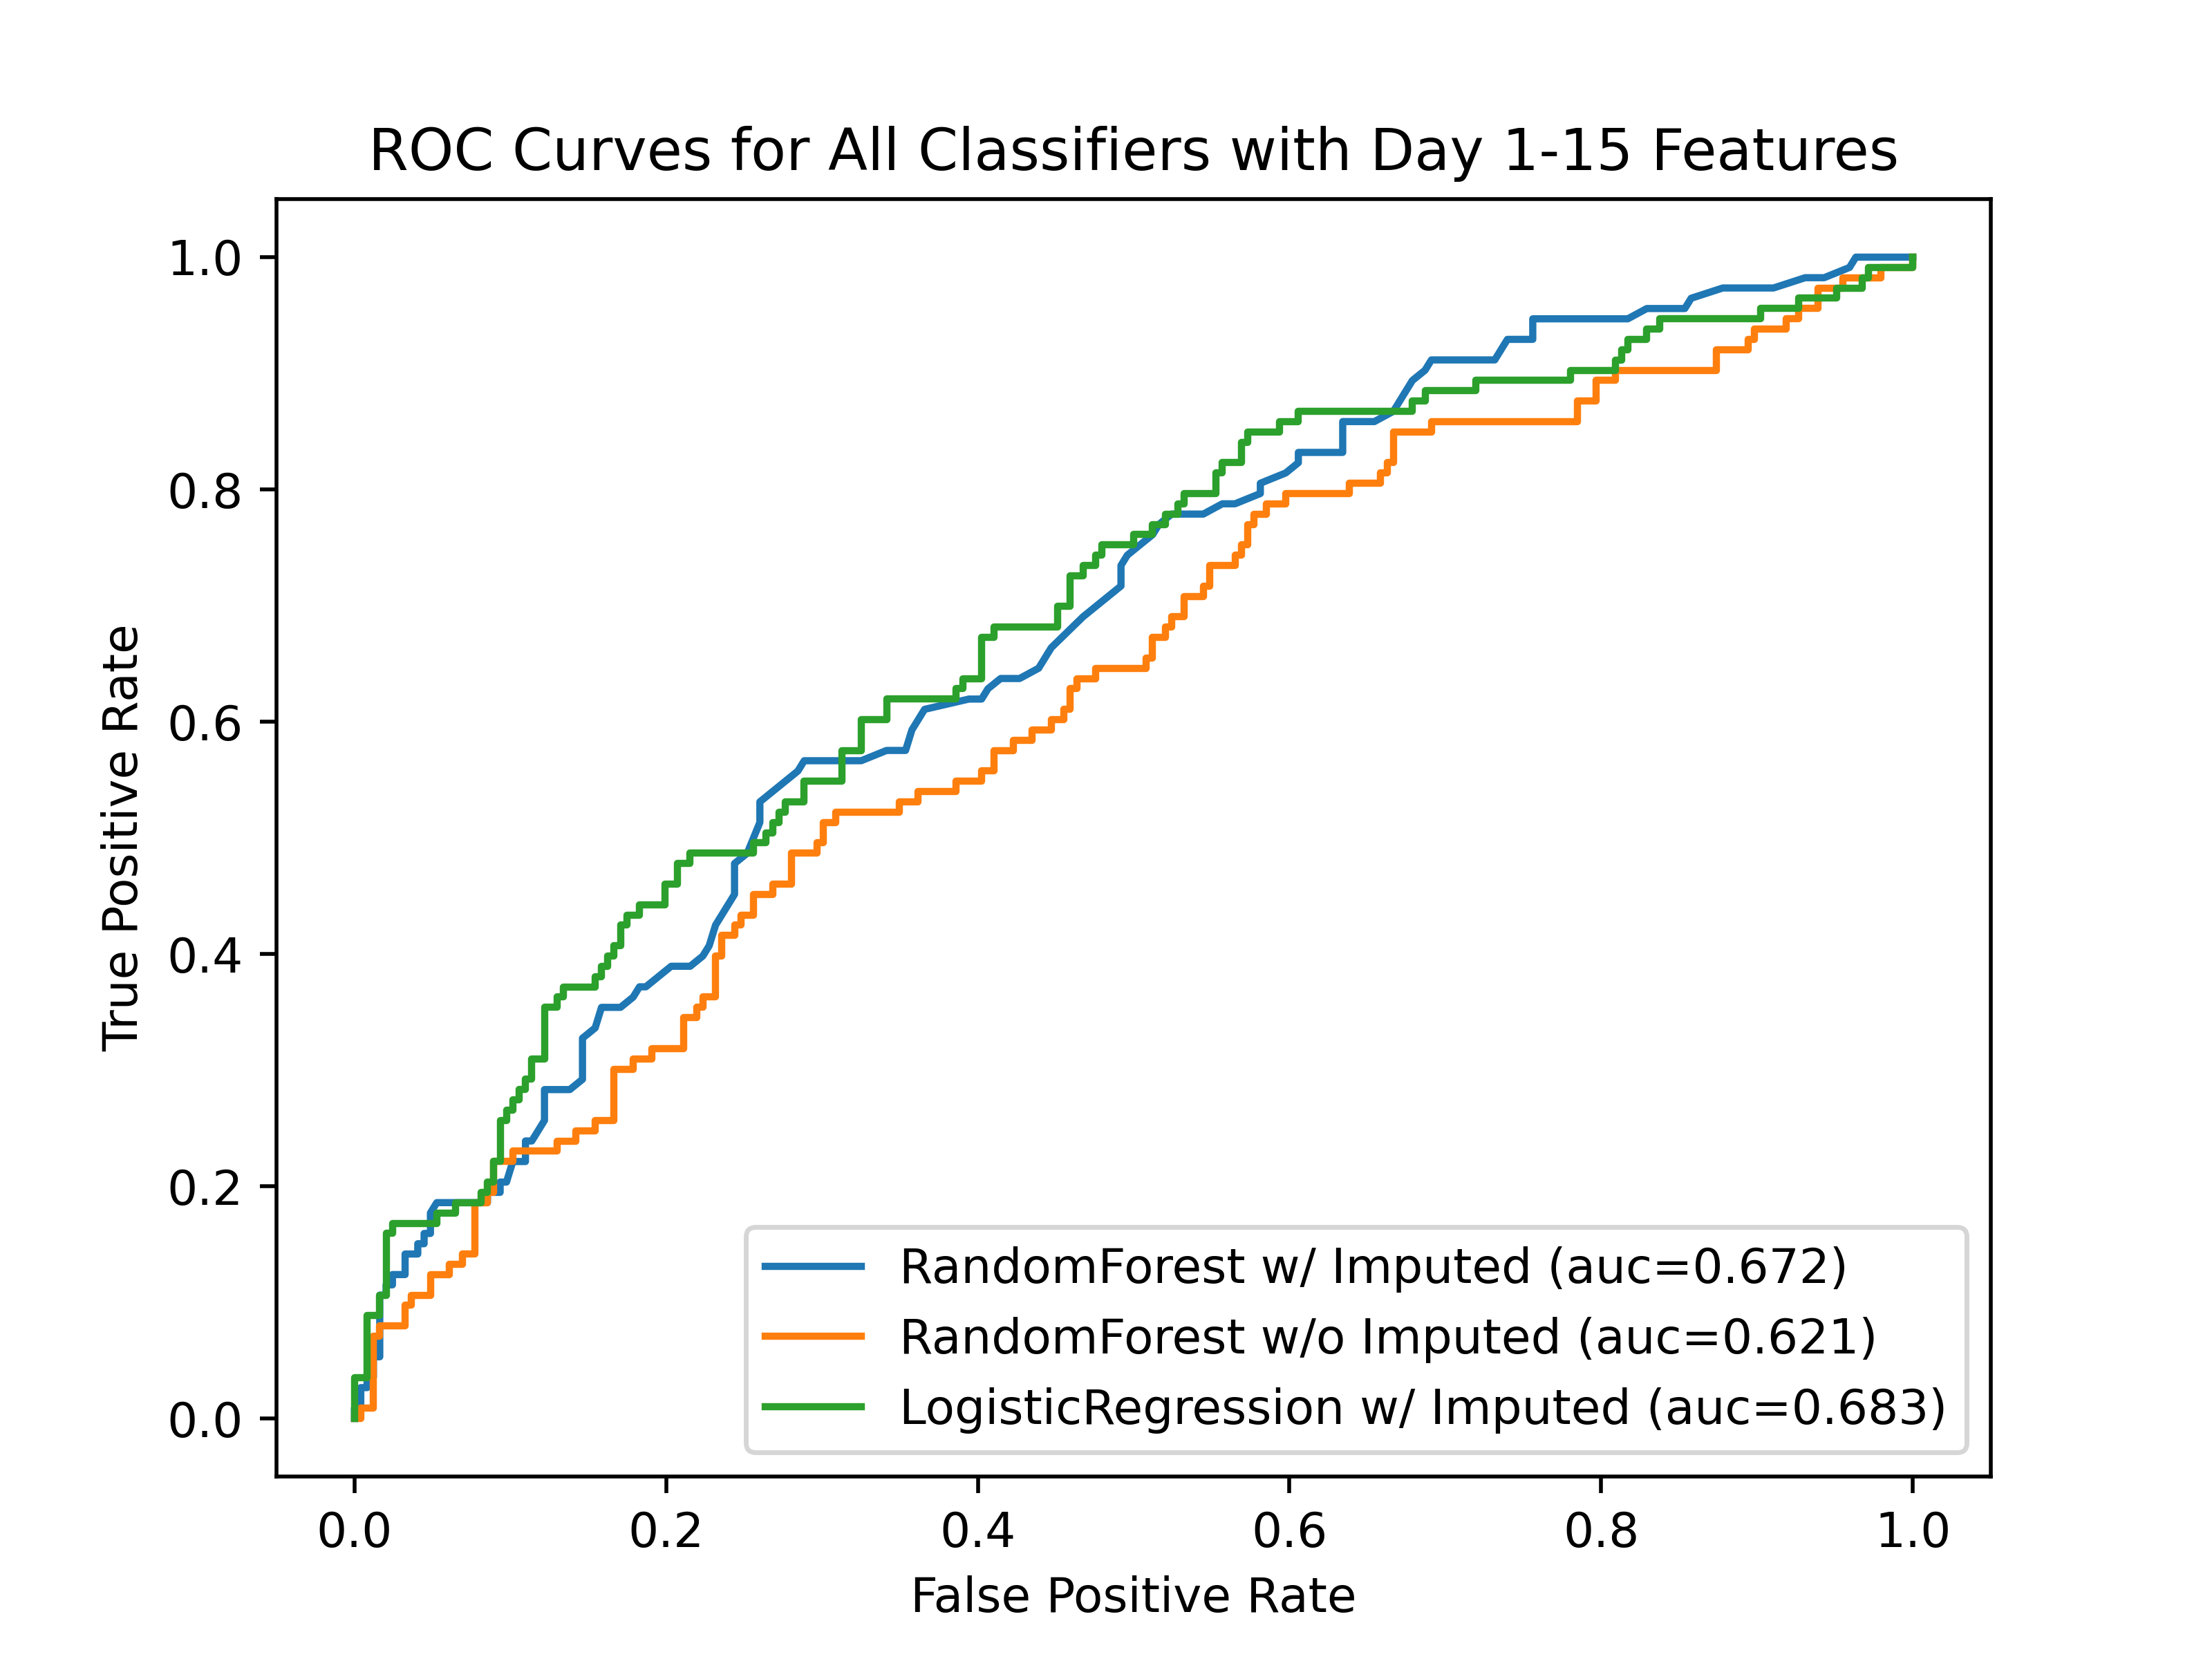 ROC Curves for All Classifiers with Day 1-15 Features
True Positive Rate
1.0
0.8
0.6
0.4
0.2
0.0
RandomForest w/ Imputed (auc=0.672)
RandomForest w/o Imputed (auc=0.621)
LogisticRegression w/ Imputed (auc=0.683)
0.0 0.2 0.4 0.6 0.8 1.0
False Positive Rate